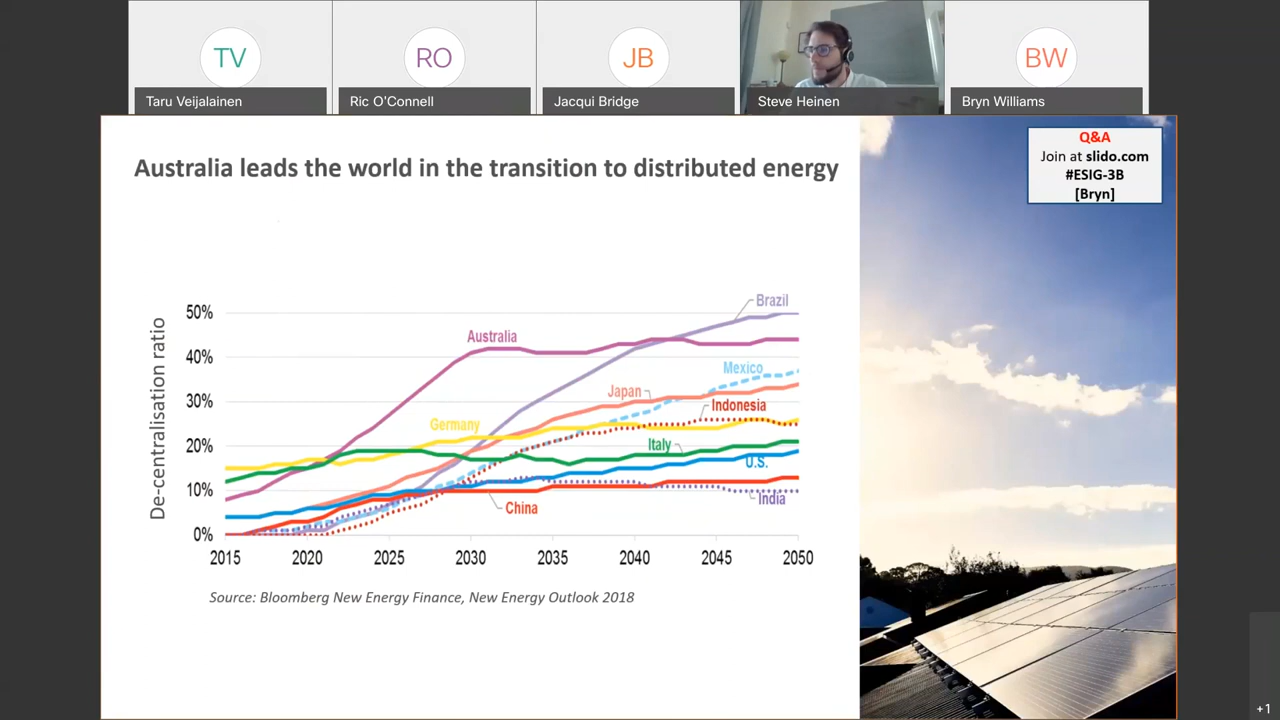 TV
RO
JB
BW
Taru Veijalainen
Ric O'Connell
Jacqui Bridge
Steve Heinen
Bryn Williams
Australia leads the world in the transition to distributed energy
Q&A
Join at slido.com
#ESIG-3B
[Bryn]
De-centralisation ratio
50%
40%
30%
20%
10%
0%
Brazil
Australia
Mexico
Japan
Indonesia
Germany
Italy
U.S.
India
China
2015
2020
2025
2030
2035
2040
2045
2050
Source: Bloomberg New Energy Finance, New Energy Outlook 2018
+1